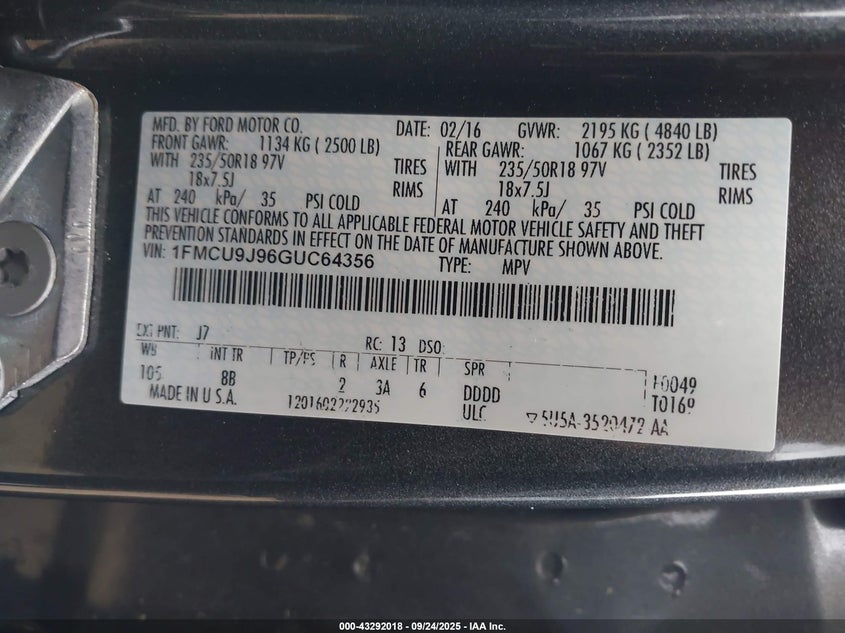 MFD. BY FORD MOTOR CO. DATE: 02/16 GVWR: 2195 KG ( 4840 LB)
FRONT GAWR: 1134 KG ( 2500 LB) REAR GAWR: 1067 KG ( 2352 LB)
WITH 235/50R18 97V TIRES WITH 235/50R18 97V TIRES
18x7.5J RIMS 18x7.5J RIMS
AT 240 kPa/ 35 PSI COLD AT 240 kPa/ 35 PSI COLD
THIS VEHICLE CONFORMS TO ALL APPLICABLE FEDERAL MOTOR VEHICLE SAFETY AND THEFT
PREVENTION STANDARDS IN EFFECT ON THE DATE OF MANUFACTURE SHOWN ABOVE.
VIN: 1FMCU9J96GUC64356 TYPE: MPV
EXT PNT: J7 RC: 13 DSO:
WB INT TR TP/PS R AXLE TR SPR
105 8B 2 3A 6 DDDD
MADE IN U.S.A. ULC
000-43292018 - 09/24/2025 - IAA Inc.